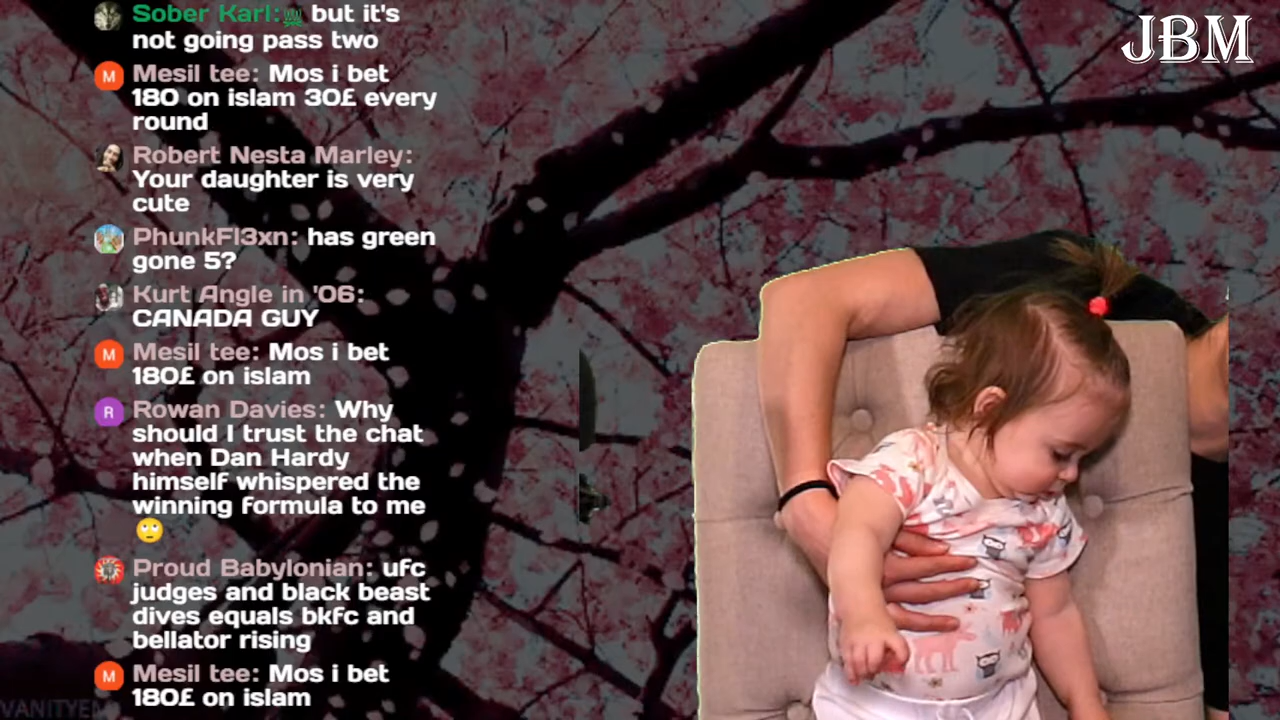 JBM
Sober Karl: but it's
not going pass two
Mesil tee: Mos i bet
180 on islam 30£ every
round
Robert Nesta Marley:
Your daughter is very
cute
PhunkFl3xn: has green
gone 5?
Kurt Angle in '06:
CANADA GUY
Mesil tee: Mos i bet
180£ on islam
R
Rowan Davies: Why
should I trust the chat
when Dan Hardy
himself whispered the
winning formula to me
🙄
Proud Babylonian: ufc
judges and black beast
dives equals bkfc and
bellator rising
M
Mesil tee: Mos i bet
180£ on islam